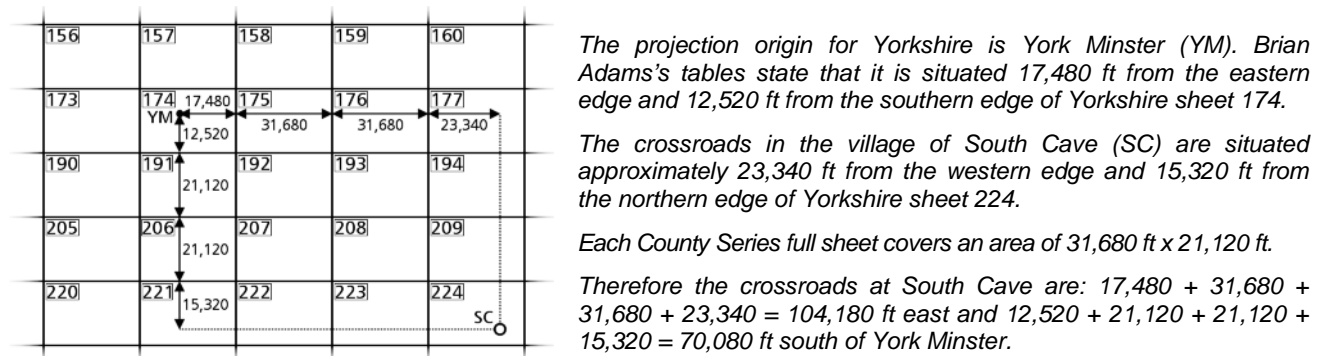 156 157 158 159 160
173 174 17,480 175 176 177
YM 31,680 31,680 23,340
12,520
190 191 192 193 194
21,120
205 206 207 208 209
21,120
220 221 222 223 224
15,320
SC
The projection origin for Yorkshire is York Minster (YM). Brian
Adams's tables state that it is situated 17,480 ft from the eastern
edge and 12,520 ft from the southern edge of Yorkshire sheet 174.
The crossroads in the village of South Cave (SC) are situated
approximately 23,340 ft from the western edge and 15,320 ft from
the northern edge of Yorkshire sheet 224.
Each County Series full sheet covers an area of 31,680 ft x 21,120 ft.
Therefore the crossroads at South Cave are: 17,480 + 31,680 +
31,680 + 23,340 = 104,180 ft east and 12,520 + 21,120 + 21,120 +
15,320 = 70,080 ft south of York Minster.